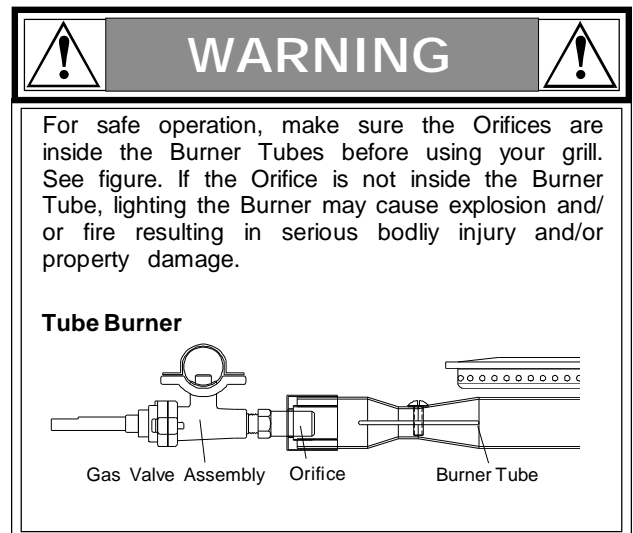 WARNING
For safe operation, make sure the Orifices are
inside the Burner Tubes before using your grill.
See figure. If the Orifice is not inside the Burner
Tube, lighting the Burner may cause explosion and/
or fire resulting in serious bodliy injury and/or
property damage.
Tube Burner
Gas Valve Assembly Orifice Burner Tube